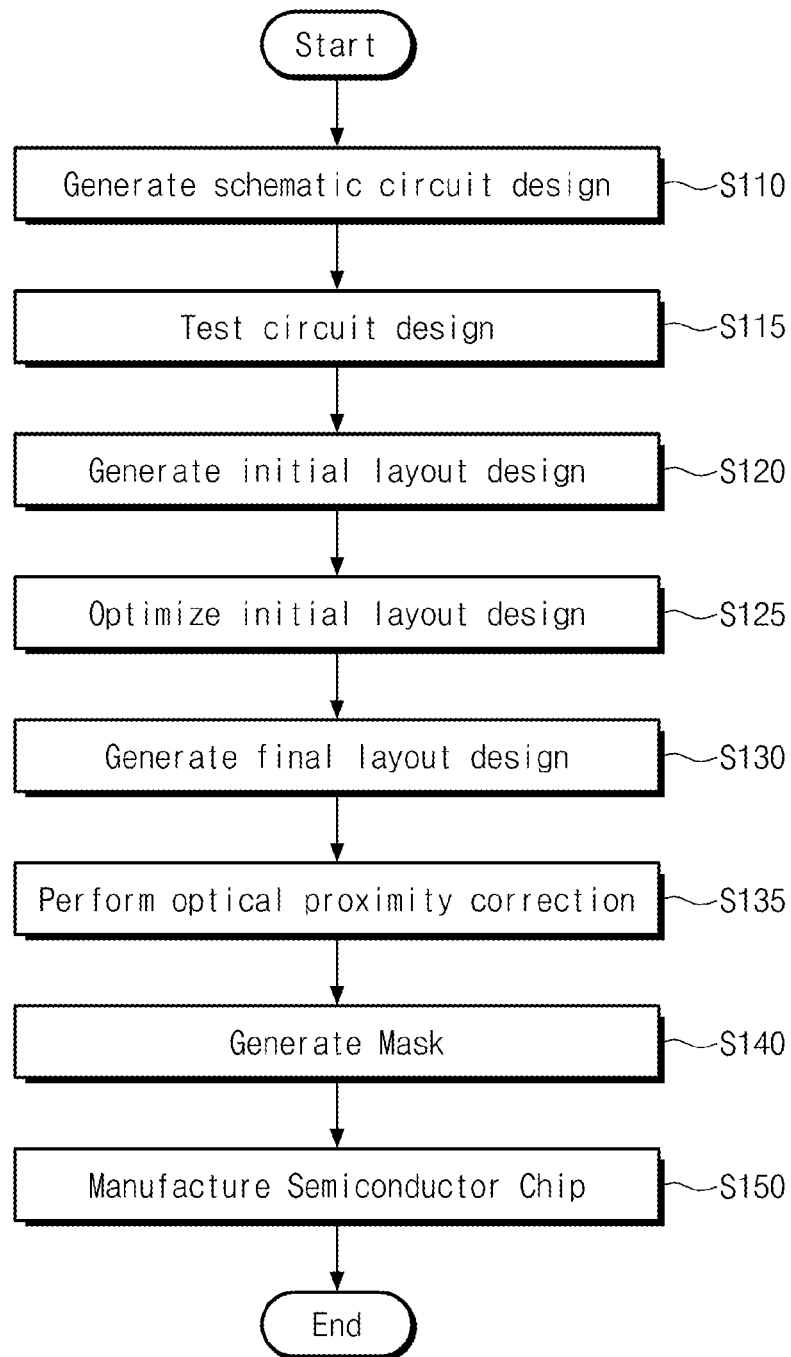 Start
Generate schematic circuit design
S110
Test circuit design
S115
Generate initial layout design
S120
Optimize initial layout design
S125
Generate final layout design
S130
Perform optical proximity correction
S135
Generate Mask
S140
Manufacture Semiconductor Chip
S150
End